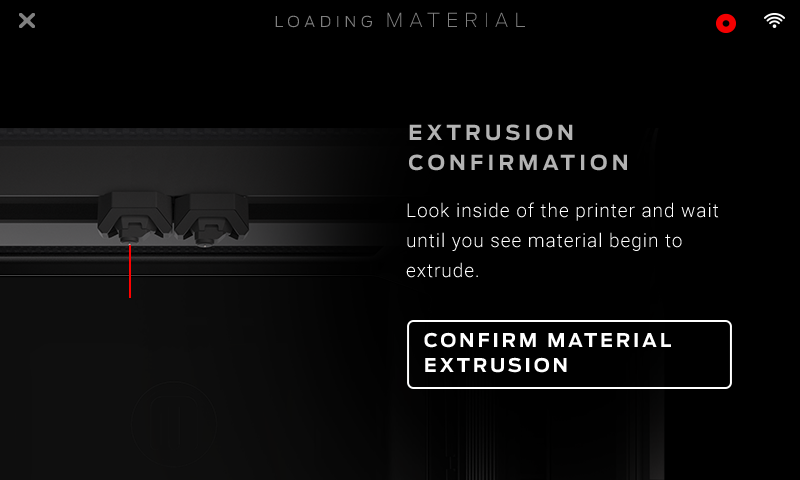 LOADING MATERIAL
EXTRUSION
CONFIRMATION
Look inside of the printer and wait
until you see material begin to
extrude.
CONFIRM MATERIAL
EXTRUSION